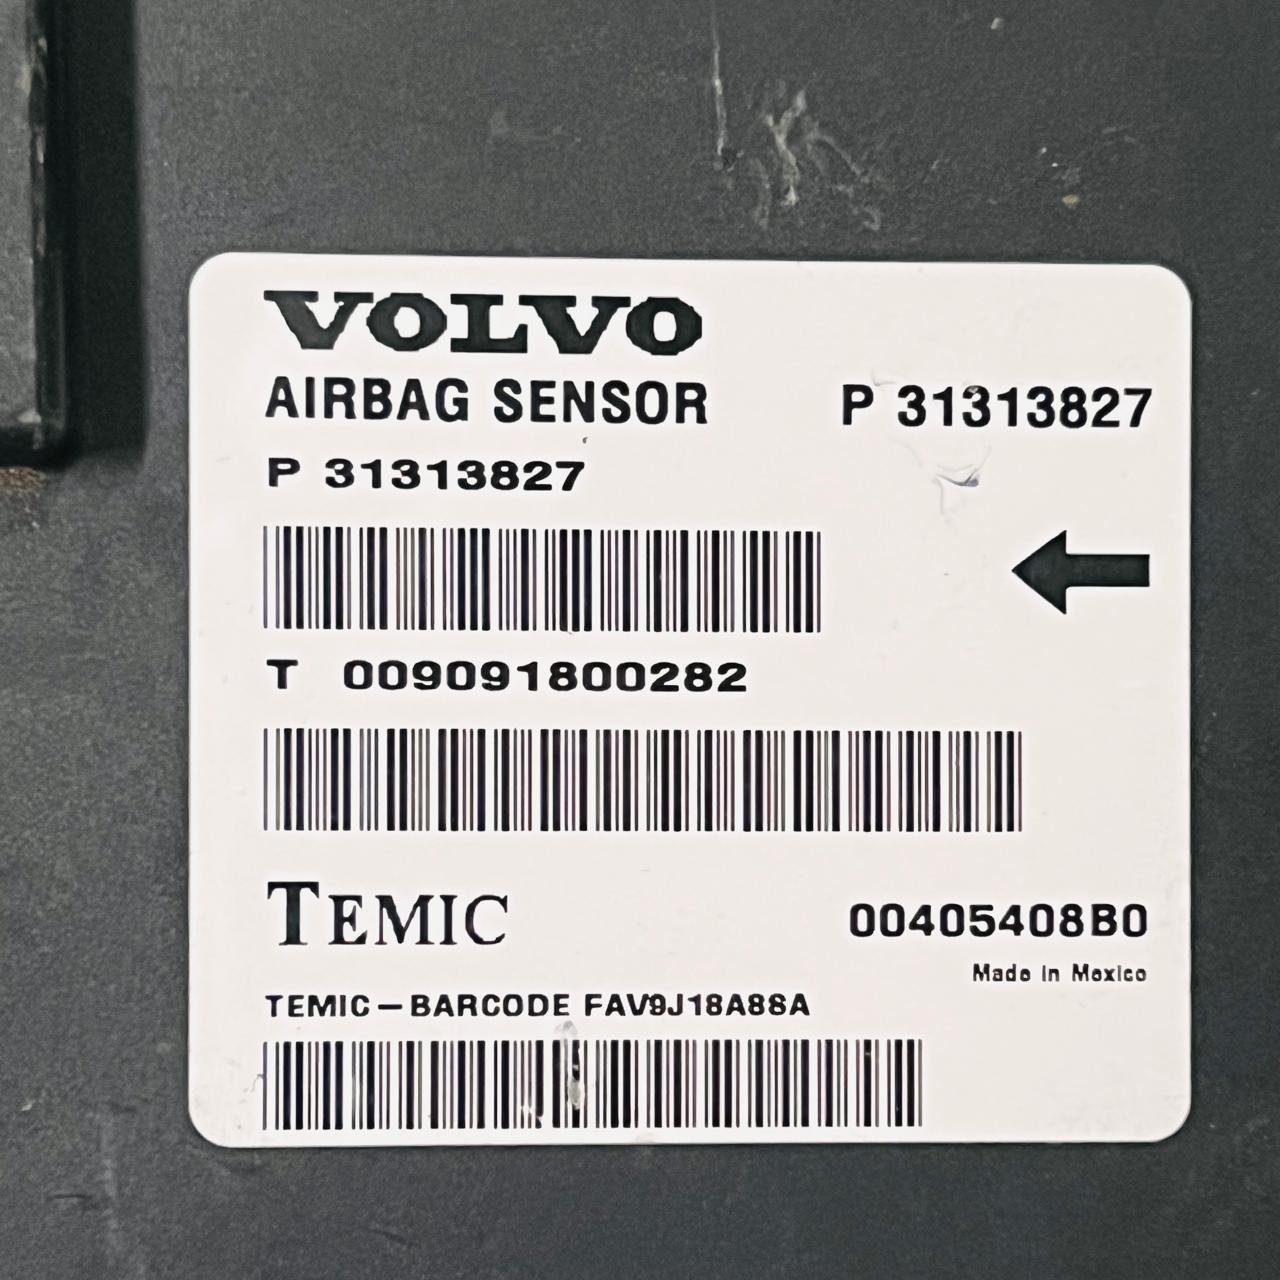 VOLVO
AIRBAG SENSOR
P 31313827
P 31313827
T 009091800282
TEMIC
00405408B0
Made in Mexico
TEMIC-BARCODE FAV9J18A88A